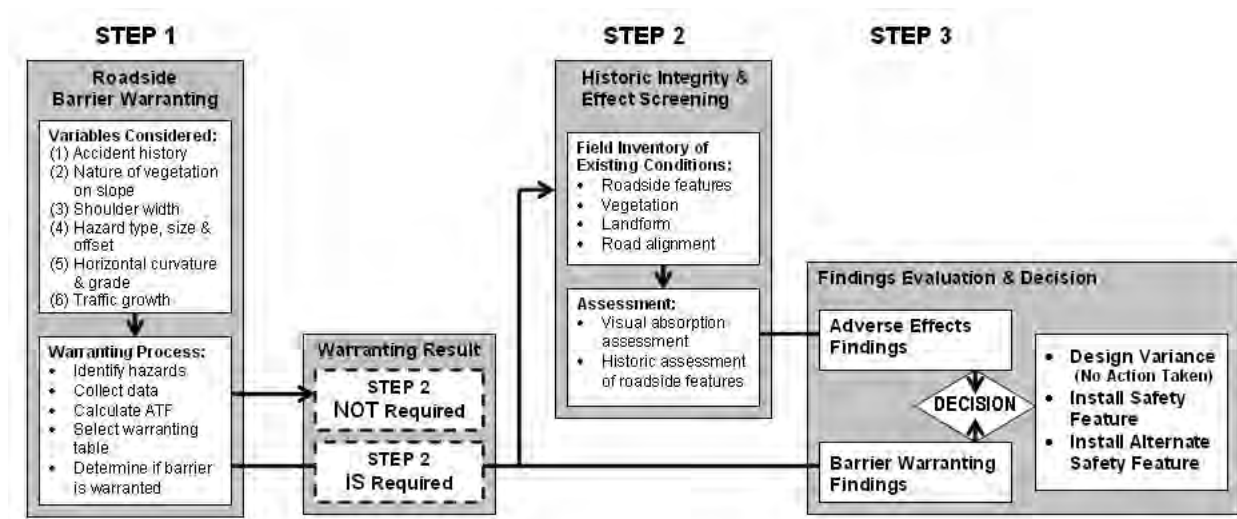 STEP 1
Roadside
Barrier Warranting
Variables Considered:
(1) Accident history
(2) Nature of vegetation
on slope
(3) Shoulder width
(4) Hazard type, size &
offset
(5) Horizontal curvature
& grade
(6) Traffic growth
Warranting Process:
• Identify hazards
• Collect data
• Calculate ATF
• Select warranting
table
• Determine if barrier
is warranted
Warranting Result
STEP 2
NOT Required
STEP 2
IS Required
STEP 2
Historic Integrity &
Effect Screening
Field Inventory of
Existing Conditions:
• Roadside features
• Vegetation
• Landform
• Road alignment
Assessment:
• Visual absorption
assessment
• Historic assessment
of roadside features
STEP 3
Findings Evaluation & Decision
Adverse Effects
Findings
DECISION
Barrier Warranting
Findings
• Design Variance
(No Action Taken)
• Install Safety
Feature
• Install Alternate
Safety Feature